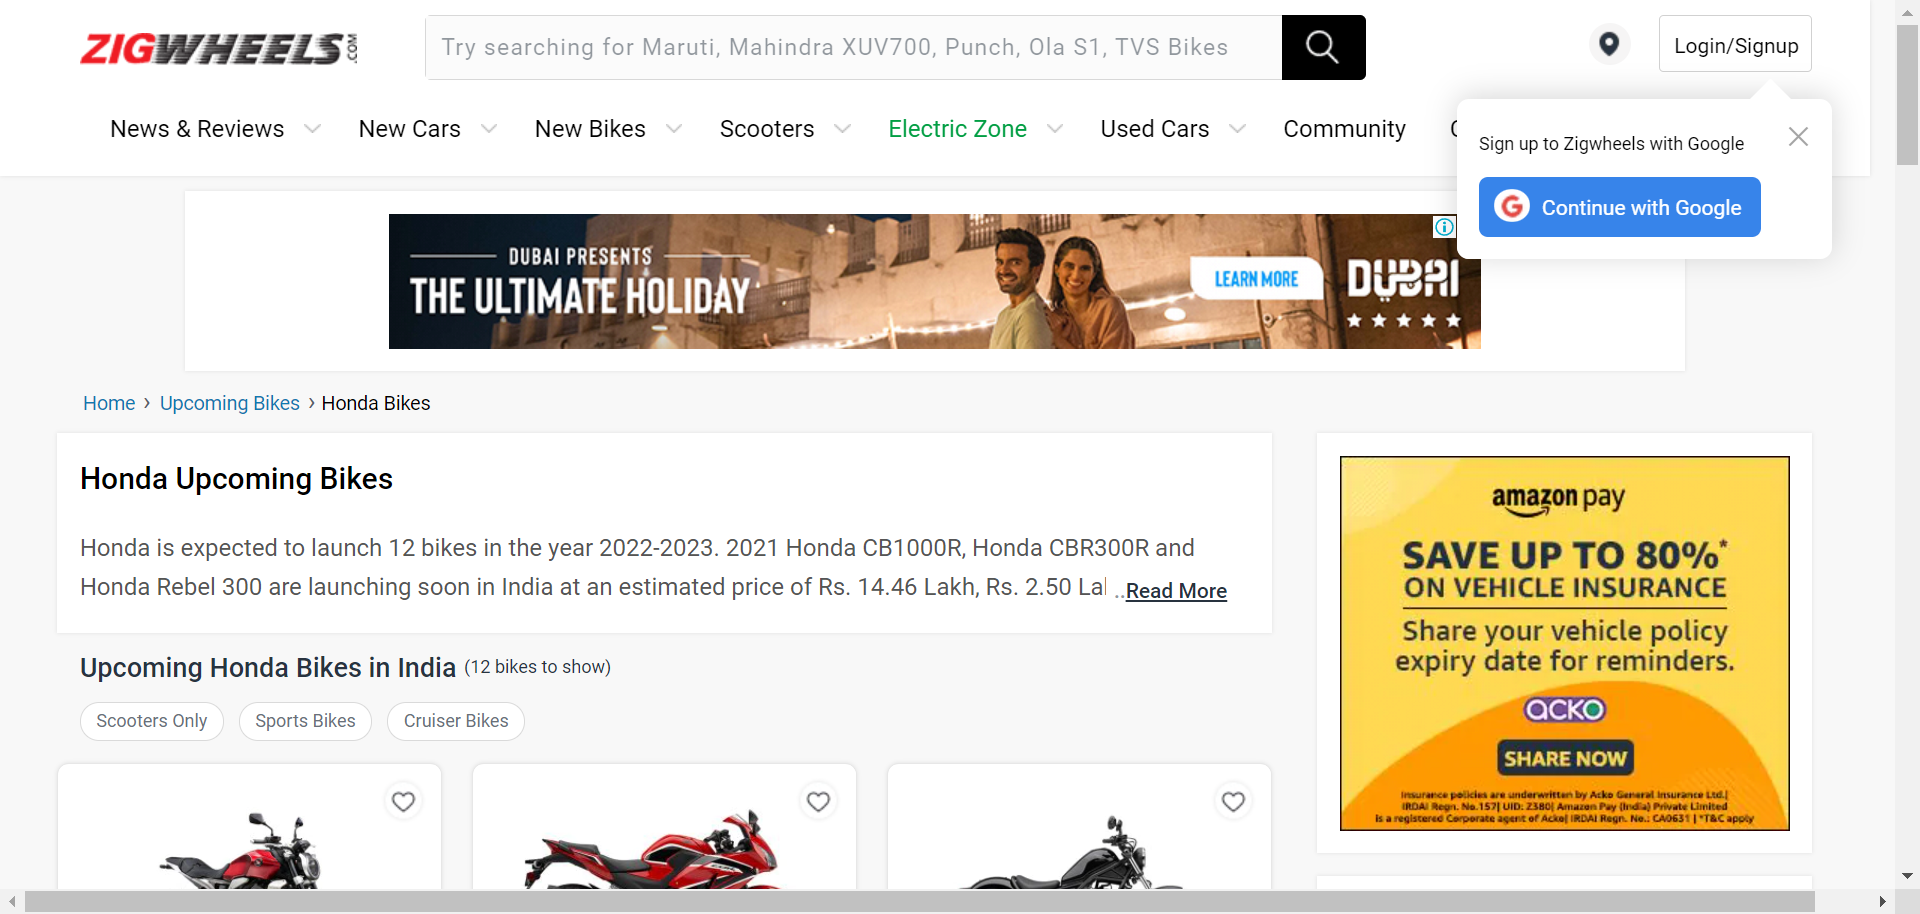 ZIGWHEELS.COM
Try searching for Maruti, Mahindra XUV700, Punch, Ola S1, TVS Bikes
Login/Signup
News & Reviews
New Cars
New Bikes
Scooters
Electric Zone
Used Cars
Community
Sign up to Zigwheels with Google
Continue with Google
DUBAI PRESENTS
THE ULTIMATE HOLIDAY
LEARN MORE
DUBAI
Home › Upcoming Bikes › Honda Bikes
Honda Upcoming Bikes
Honda is expected to launch 12 bikes in the year 2022-2023. 2021 Honda CB1000R, Honda CBR300R and
Honda Rebel 300 are launching soon in India at an estimated price of Rs. 14.46 Lakh, Rs. 2.50 Lal ..Read More
Upcoming Honda Bikes in India (12 bikes to show)
Scooters Only
Sports Bikes
Cruiser Bikes
amazon pay
SAVE UP TO 80%*
ON VEHICLE INSURANCE
Share your vehicle policy
expiry date for reminders.
acko
SHARE NOW
Insurance policies are underwritten by Acko General Insurance Ltd.|
IRDAI Regn. No.157| UID: 2380| Amazon Pay (India) Private Limited
is a registered Corporate agent of Acko| IRDAI Regn. No.: CA0631 | *T&C apply